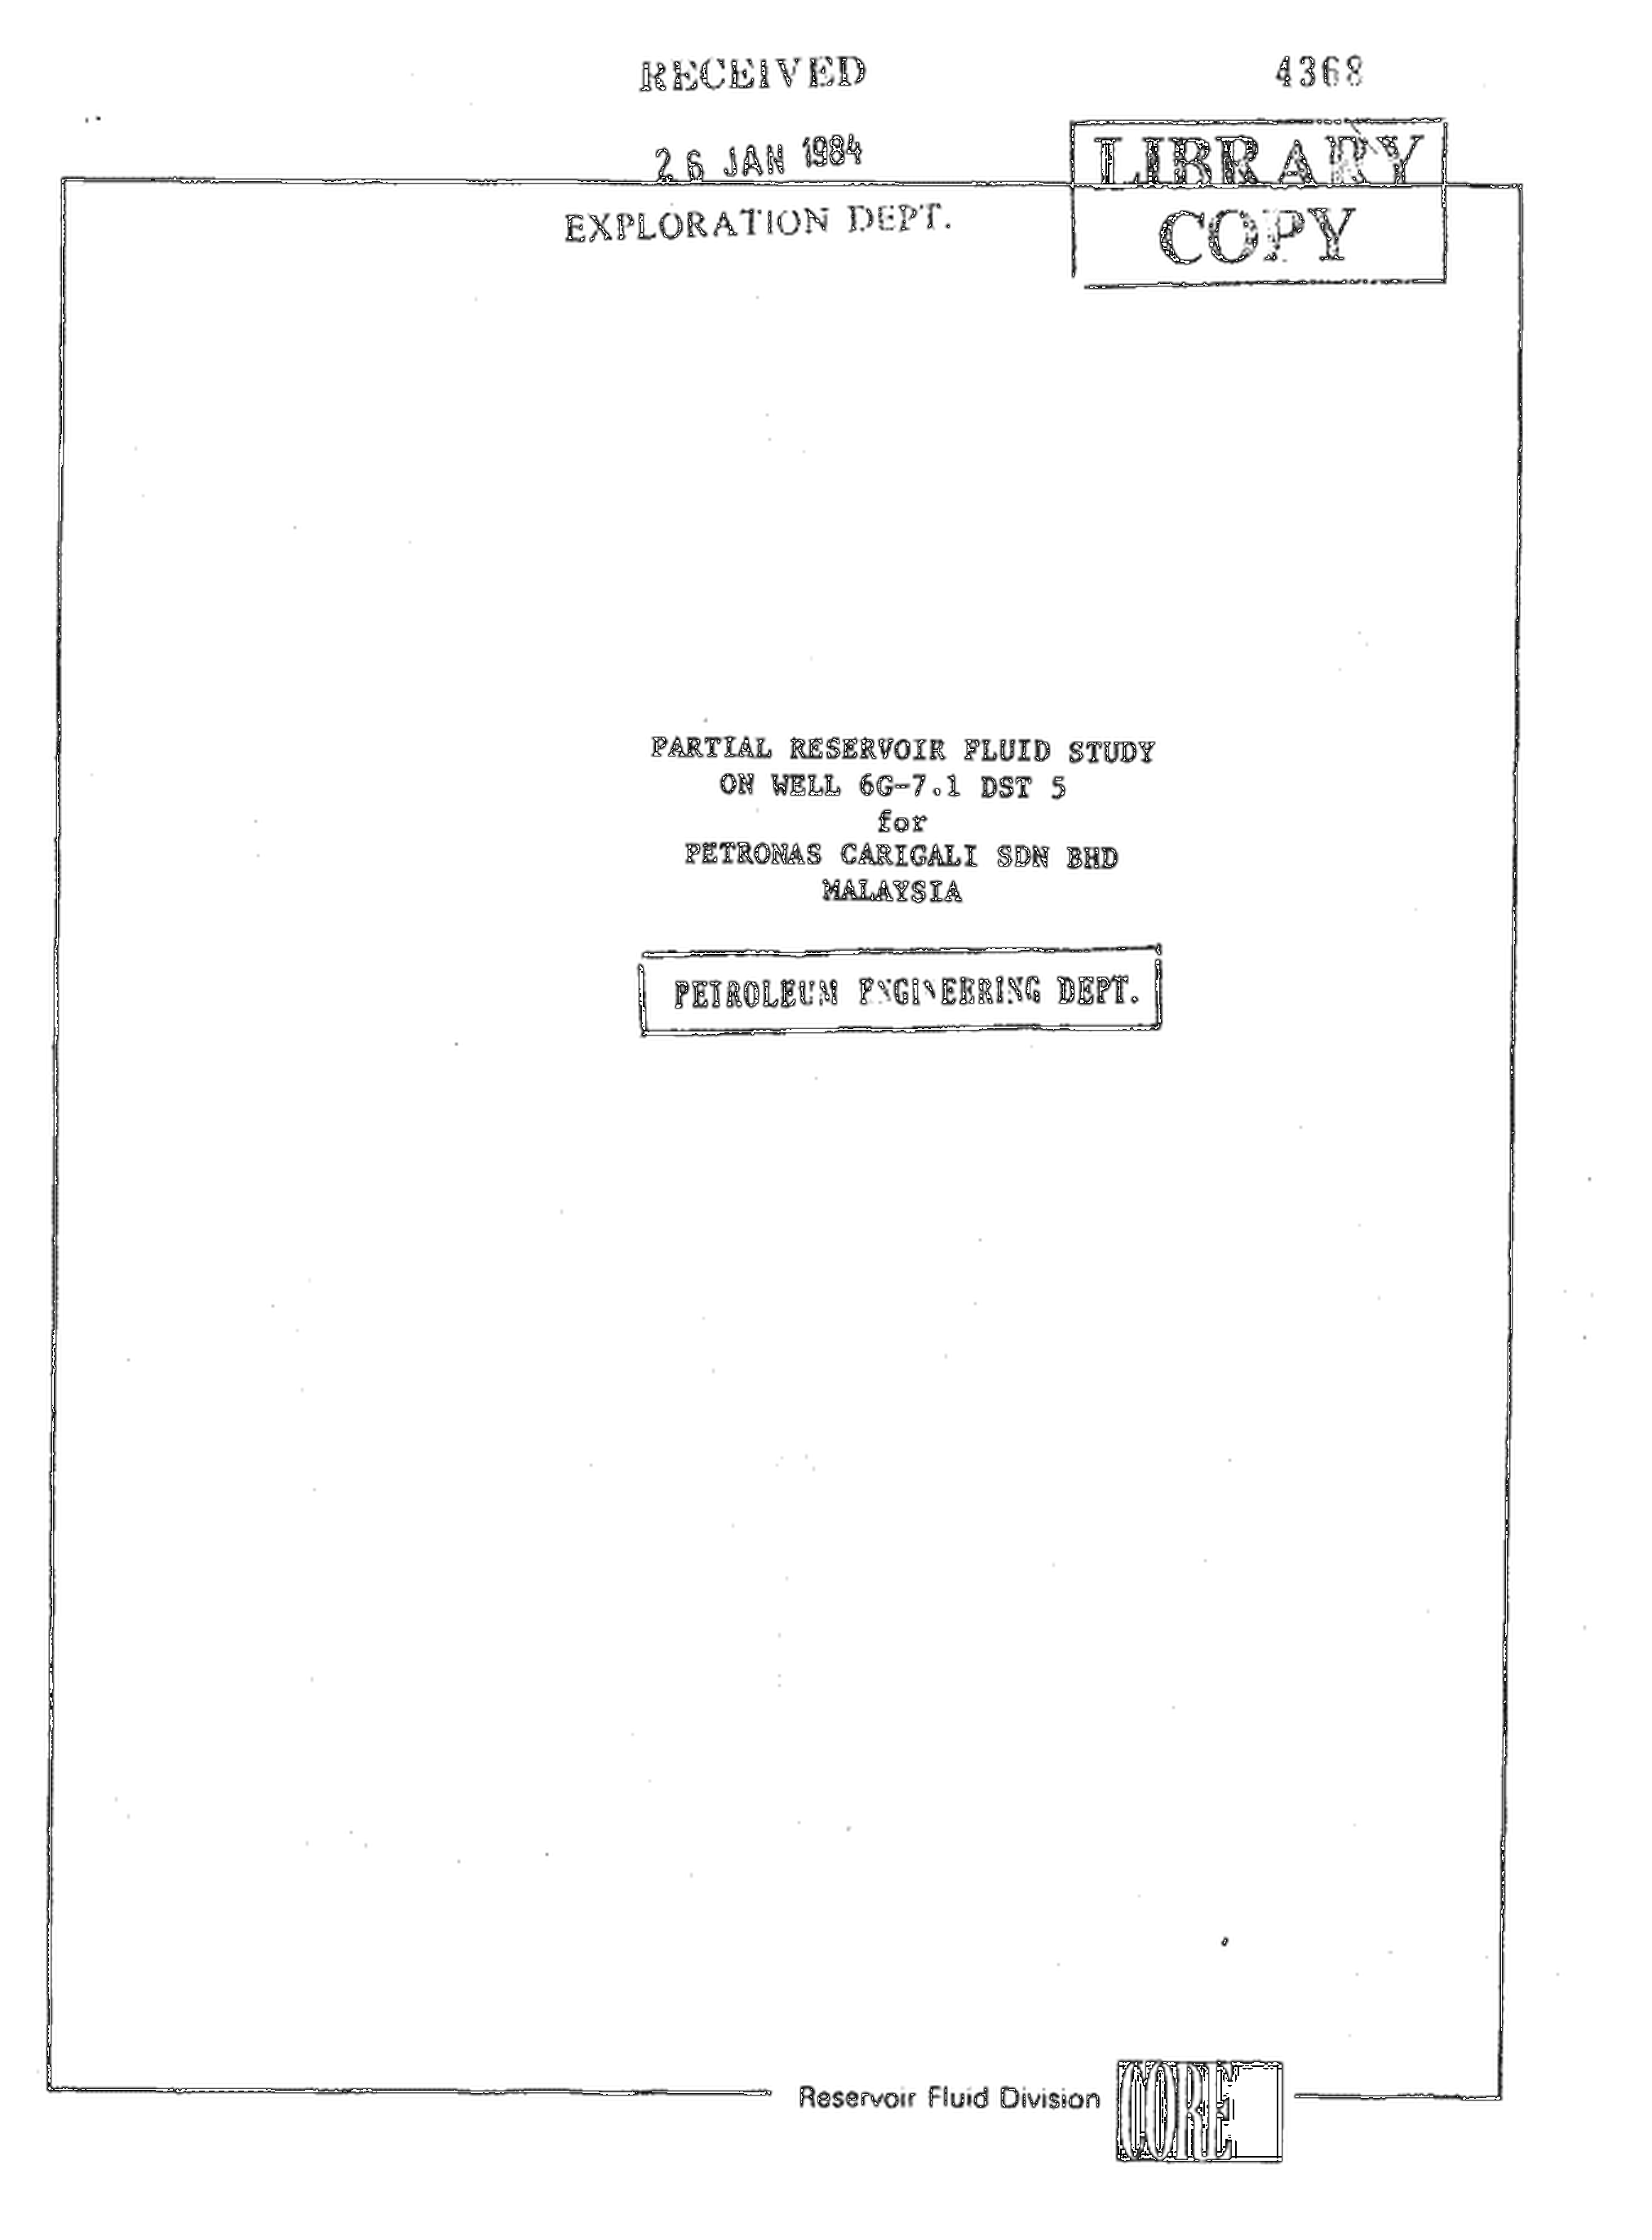 RECEIVED
4368
26 JAN 1984
LIBRARY
COPY
EXPLORATION DEPT.
PARTIAL RESERVOIR FLUID STUDY
ON WELL 6G-7.1 DST 5
for
PETRONAS CARIGALI SDN BHD
MALAYSIA
PETROLEUM ENGINEERING DEPT.
Reservoir Fluid Division
CORE